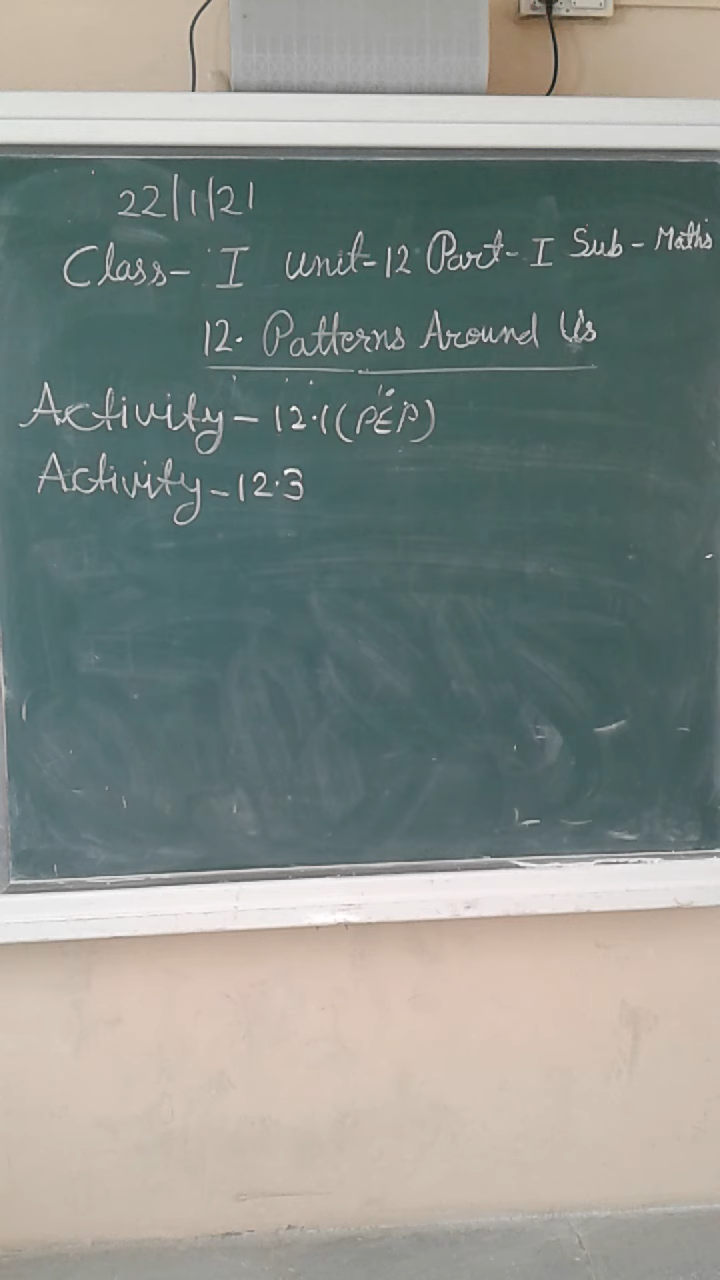 22/1/21
Class- I unit-12 Part-I Sub-Maths
12. Patterns Around Us
Activity-12.1(PEP)
Activity-12.3